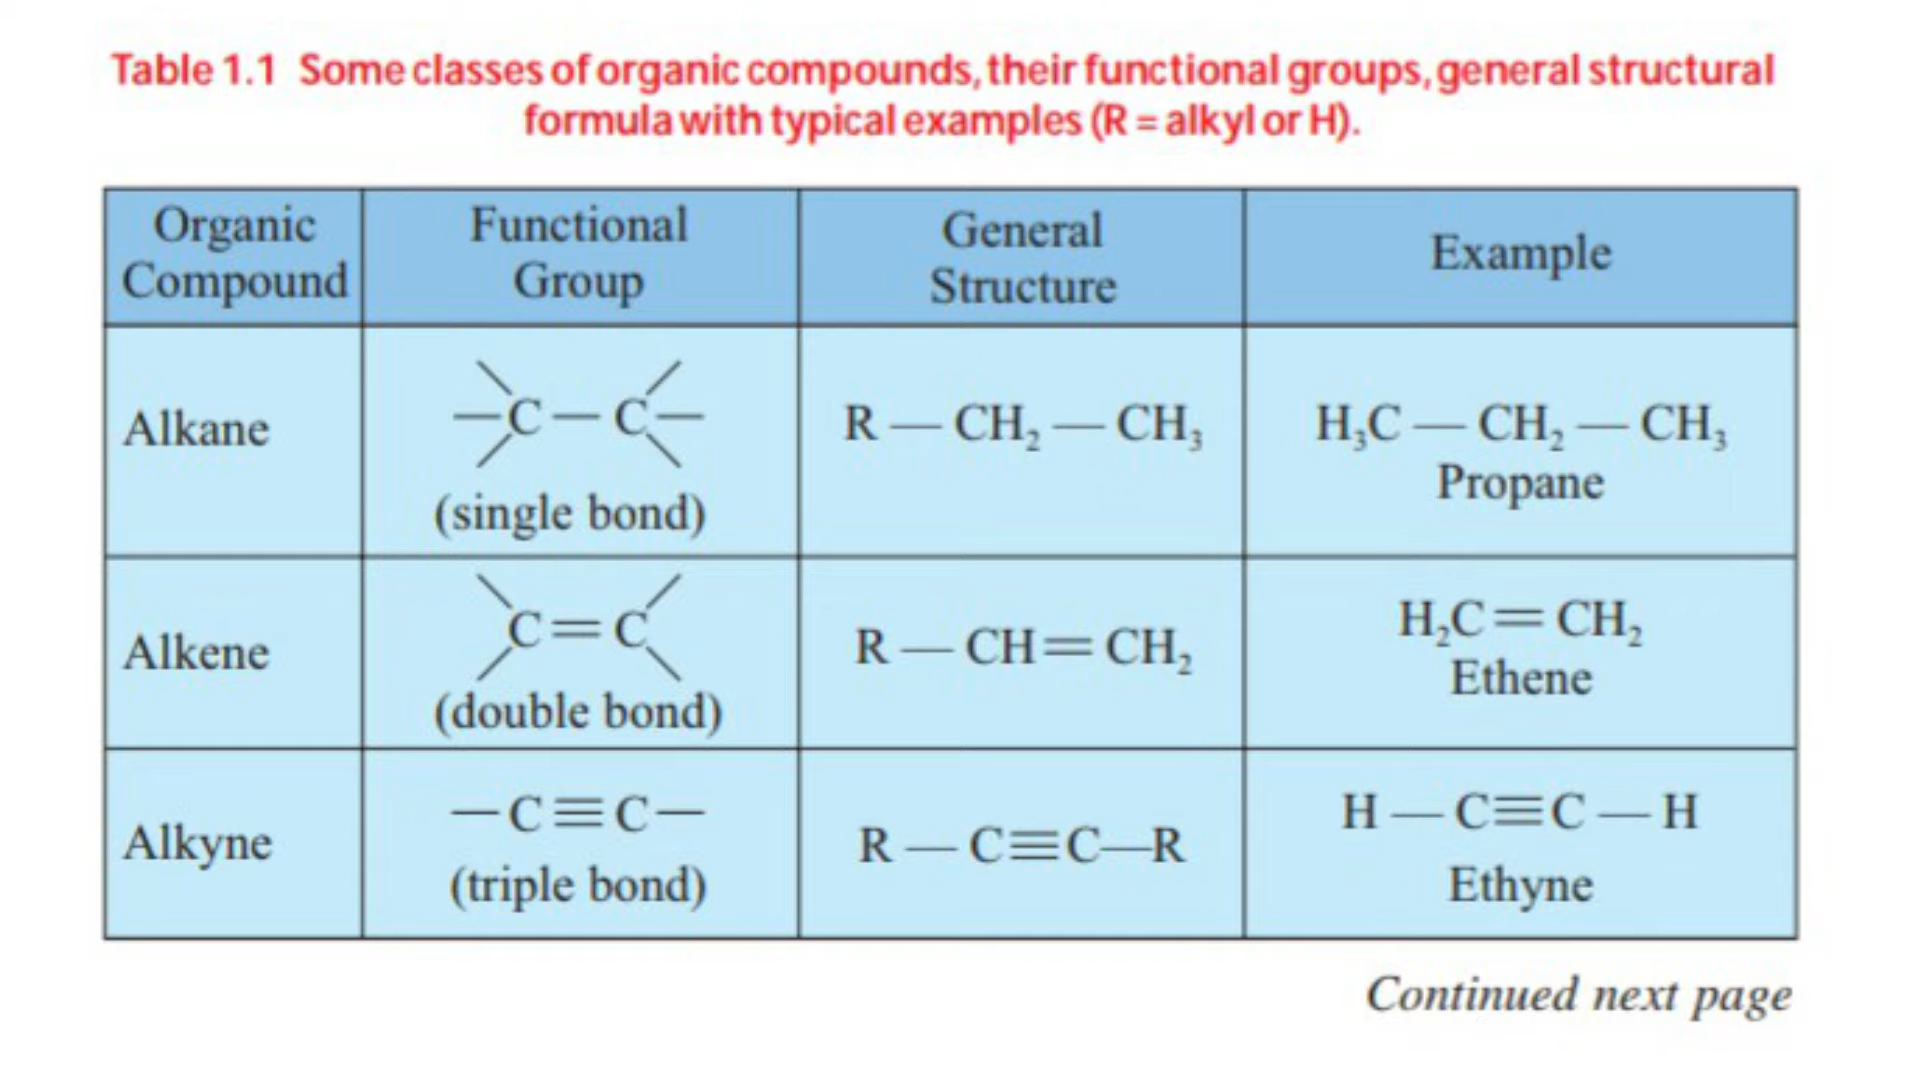 Table 1.1 Some classes of organic compounds, their functional groups, general structural
formula with typical examples (R = alkyl or H).
Organic Compound
Functional Group
General Structure
Example
Alkane
—C—C—
(single bond)
R — CH₂ — CH₃
H₃C — CH₂ — CH₃
Propane
Alkene
C=C
(double bond)
R — CH=CH₂
H₂C=CH₂
Ethene
Alkyne
—C≡C—
(triple bond)
R — C≡C—R
H — C≡C — H
Ethyne
Continued next page